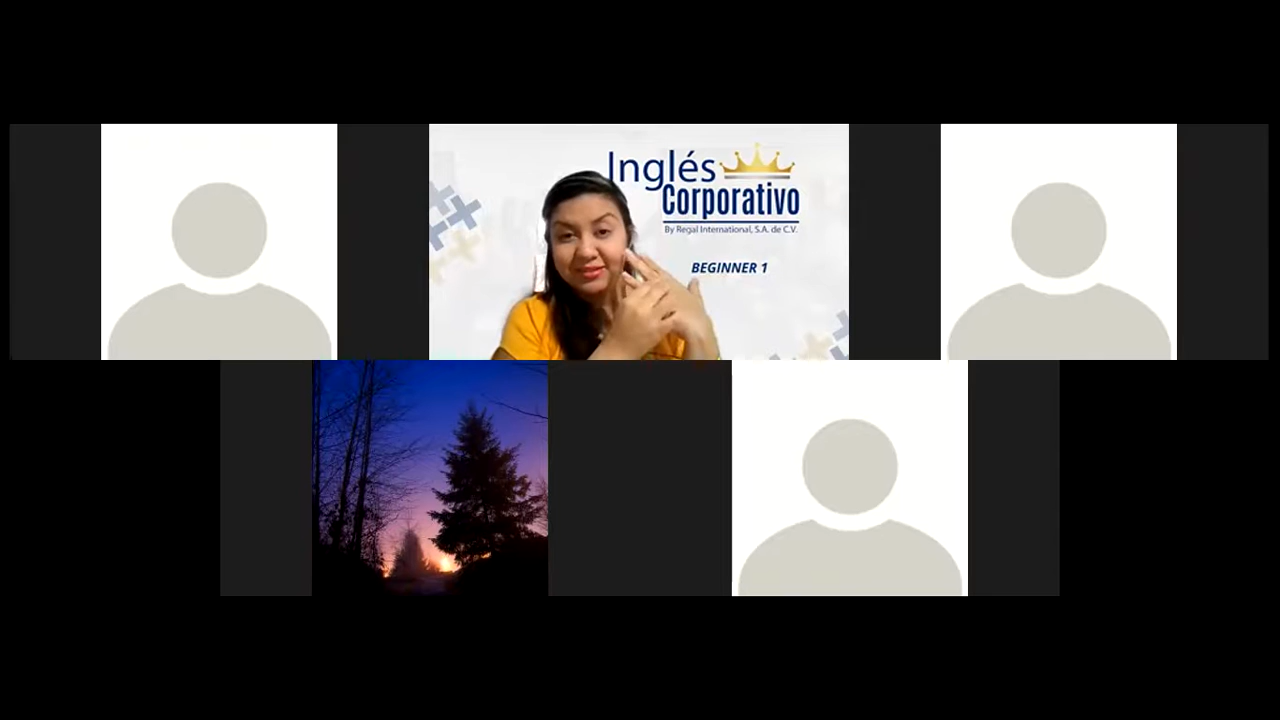 Inglés
Corporativo
By Regal International, S.A. de C.V.
BEGINNER 1